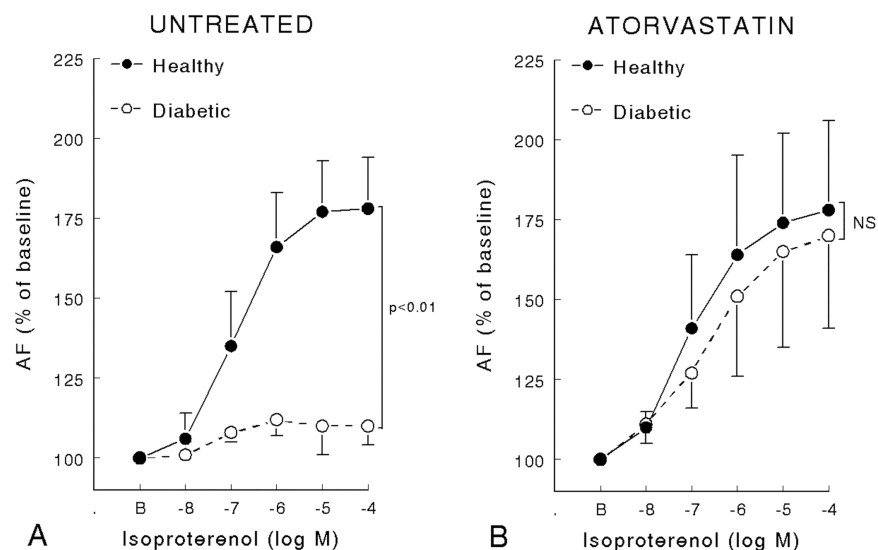 UNTREATED
AF (% of baseline)
225
200
175
150
125
100
Healthy
Diabetic
p<0.01
. B -8 -7 -6 -5 -4
A
Isoproterenol (log M)
ATORVASTATIN
AF (% of baseline)
225
200
175
150
125
100
Healthy
Diabetic
NS
. B -8 -7 -6 -5 -4
B
Isoproterenol (log M)